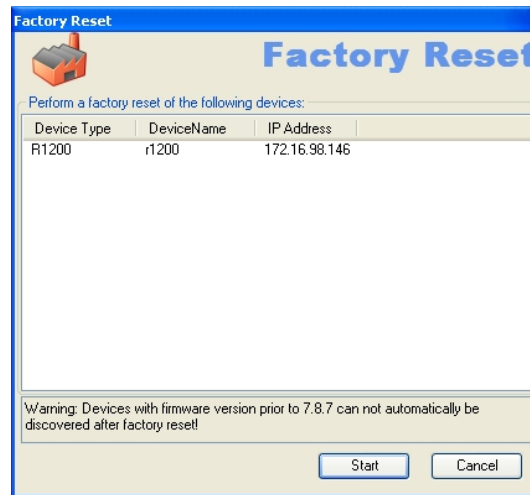 Factory Reset
Factory Reset
Perform a factory reset of the following devices:
Device Type DeviceName IP Address
R1200 r1200 172.16.98.146
Warning: Devices with firmware version prior to 7.8.7 can not automatically be
discovered after factory reset!
Start Cancel